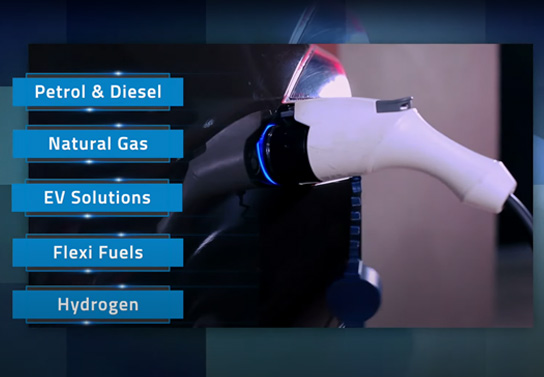 Petrol & Diesel
Natural Gas
EV Solutions
Flexi Fuels
Hydrogen